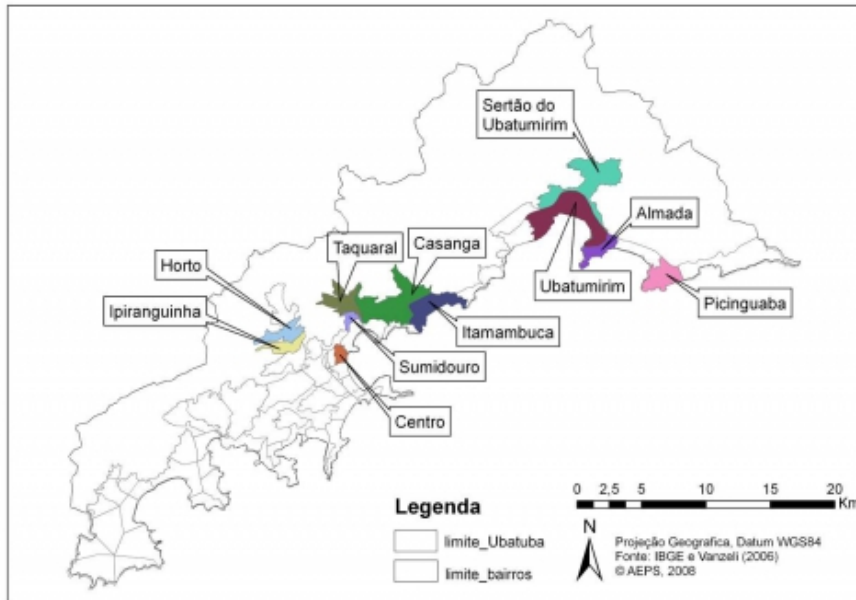 Sertão do
Ubatumirim
Almada
Taquaral
Casanga
Horto
Ipiranguinha
Ubatumirim
Picinguaba
Itamambuca
Sumidouro
Centro
Legenda
limite_Ubatuba
limite_bairros
0 2,5 5 10 15 20
Km
N
Projeção Geografica, Datum WGS84
Fonte: IBGE e Vanzeli (2006)
© AEPS, 2008